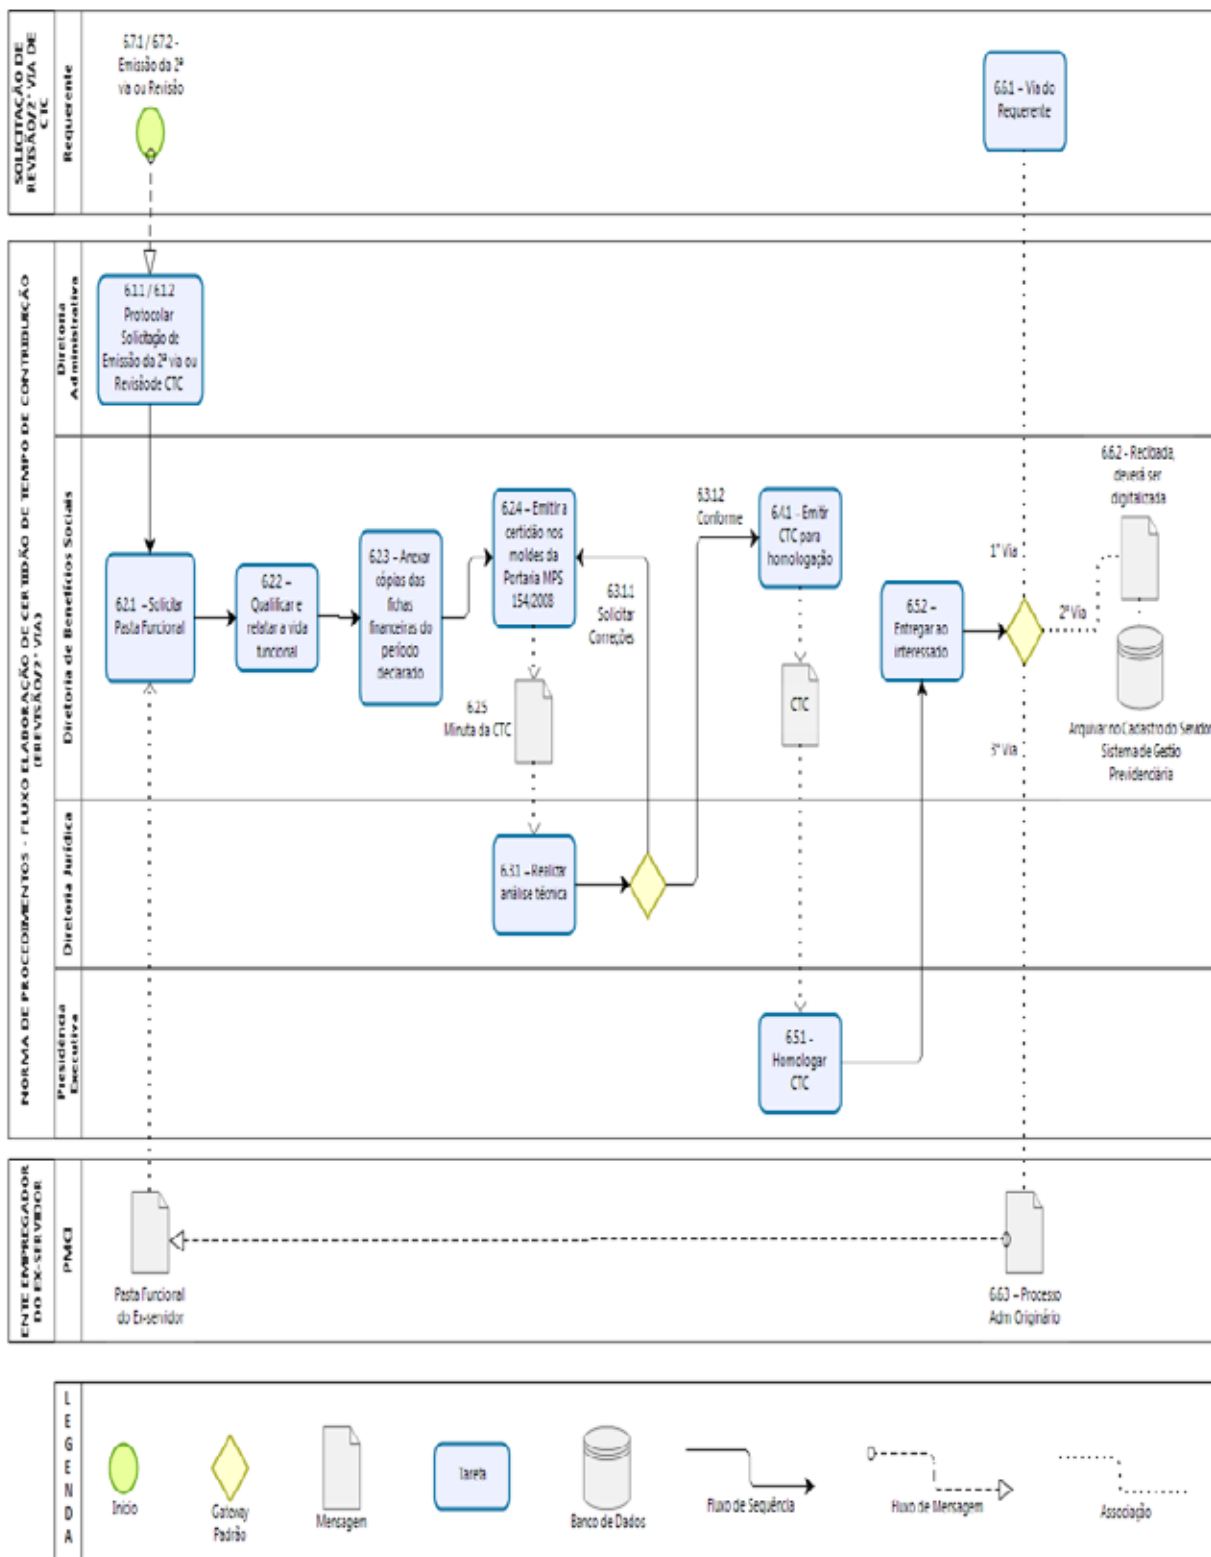 SOLICITAÇÃO DE
REVISÃO/2ª VIA DE
CTC
Requerente
6.7.1 / 6.7.2 -
Emissão da 2ª
via ou Revisão
6.6.1 – Via do
Requerente
NORMA DE PROCEDIMENTOS - FLUXO ELABORAÇÃO DE CERTIDÃO DE TEMPO DE CONTRIBUIÇÃO
(REVISÃO/2ª VIA)
Diretoria
Administrativa
6.1.1 / 6.1.2
Protocolar
Solicitação de
Emissão da 2ª via ou
Revisão de CTC
Diretoria de Benefícios Sociais
6.2.1 – Solicitar
Pasta Funcional
6.2.2 –
Qualificar e
relatar a vida
funcional
6.2.3 – Anexar
cópias das
fichas
financeiras do
período
declarado
6.2.4 – Emitir a
certidão nos
moldes da
Portaria MPS
154/2008
6.2.5
Minuta da CTC
6.3.1.1
Solicitar
Correções
6.3.1.2
Conforme
6.4.1 - Emitir
CTC para
homologação
CTC
6.5.2 –
Entregar ao
interessado
1ª Via
2ª Via
3ª Via
6.6.2 - Recibada,
deverá ser
digitalizada
Arquivar no Cadastro do Servidor
Sistema de Gestão
Previdenciária
Diretoria Jurídica
6.3.1 – Realizar
análise técnica
Presidência
Executiva
6.5.1 -
Homologar
CTC
ENTE EMPREGADOR
DO EX-SERVIDOR
PMCI
Pasta Funcional
do Ex-servidor
6.6.3 – Processo
Adm Originário
LEGENDA
Início
Gateway
Padrão
Mensagem
Tarefa
Banco de Dados
Fluxo de Sequência
Fluxo de Mensagem
Associação